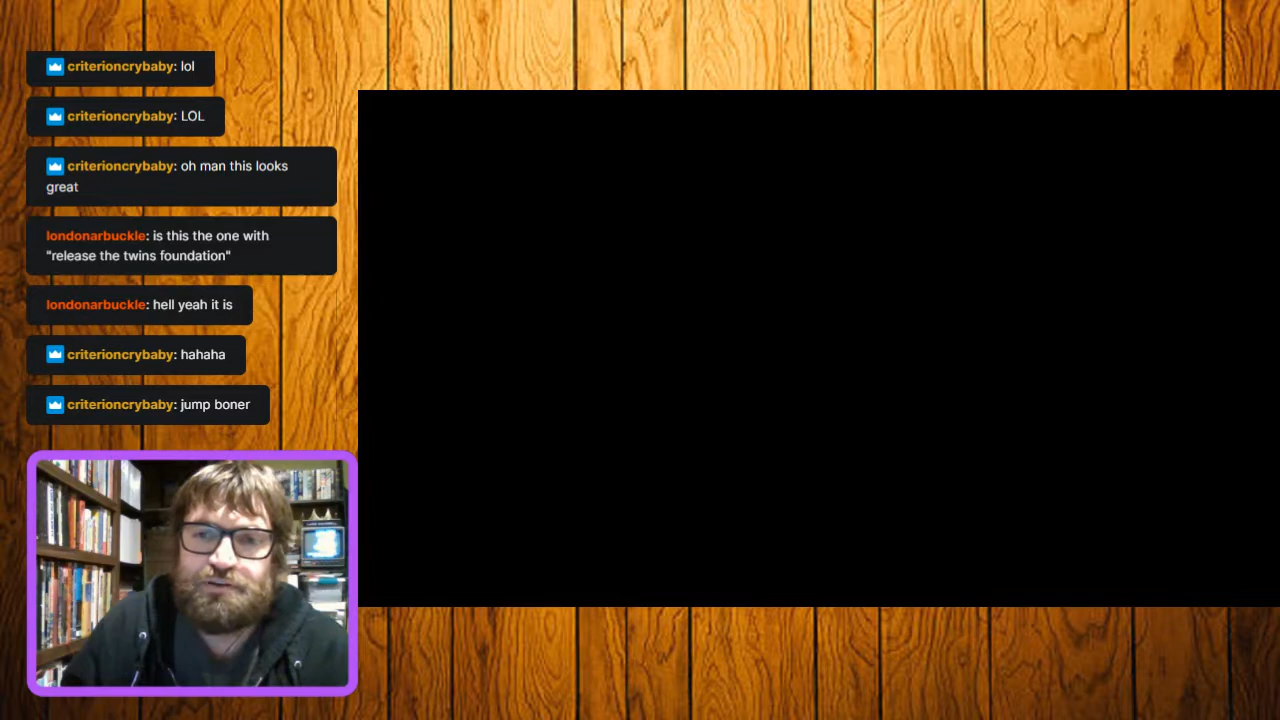 criterioncrybaby: lol
criterioncrybaby: LOL
criterioncrybaby: oh man this looks
great
londonarbuckle: is this the one with
"release the twins foundation"
londonarbuckle: hell yeah it is
criterioncrybaby: hahaha
criterioncrybaby: jump boner